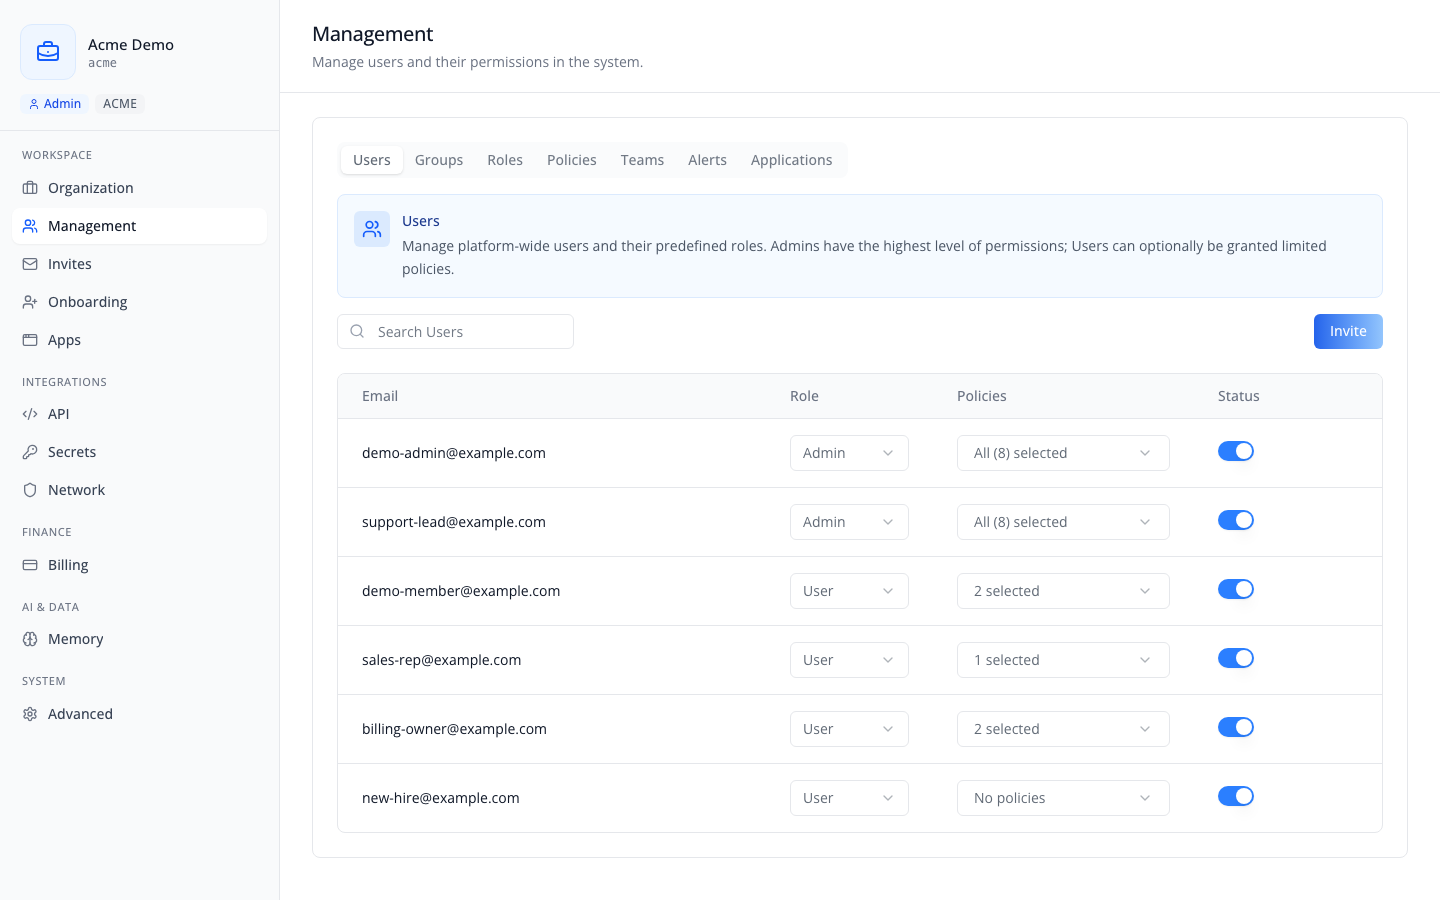 Acme Demo
acme
Admin
ACME
WORKSPACE
Organization
Management
Invites
Onboarding
Apps
INTEGRATIONS
API
Secrets
Network
FINANCE
Billing
AI & DATA
Memory
SYSTEM
Advanced
Management
Manage users and their permissions in the system.
Users Groups Roles Policies Teams Alerts Applications
Users
Manage platform-wide users and their predefined roles. Admins have the highest level of permissions; Users can optionally be granted limited
policies.
Search Users
Invite
Email Role Policies Status
demo-admin@example.com Admin All (8) selected
support-lead@example.com Admin All (8) selected
demo-member@example.com User 2 selected
sales-rep@example.com User 1 selected
billing-owner@example.com User 2 selected
new-hire@example.com User No policies